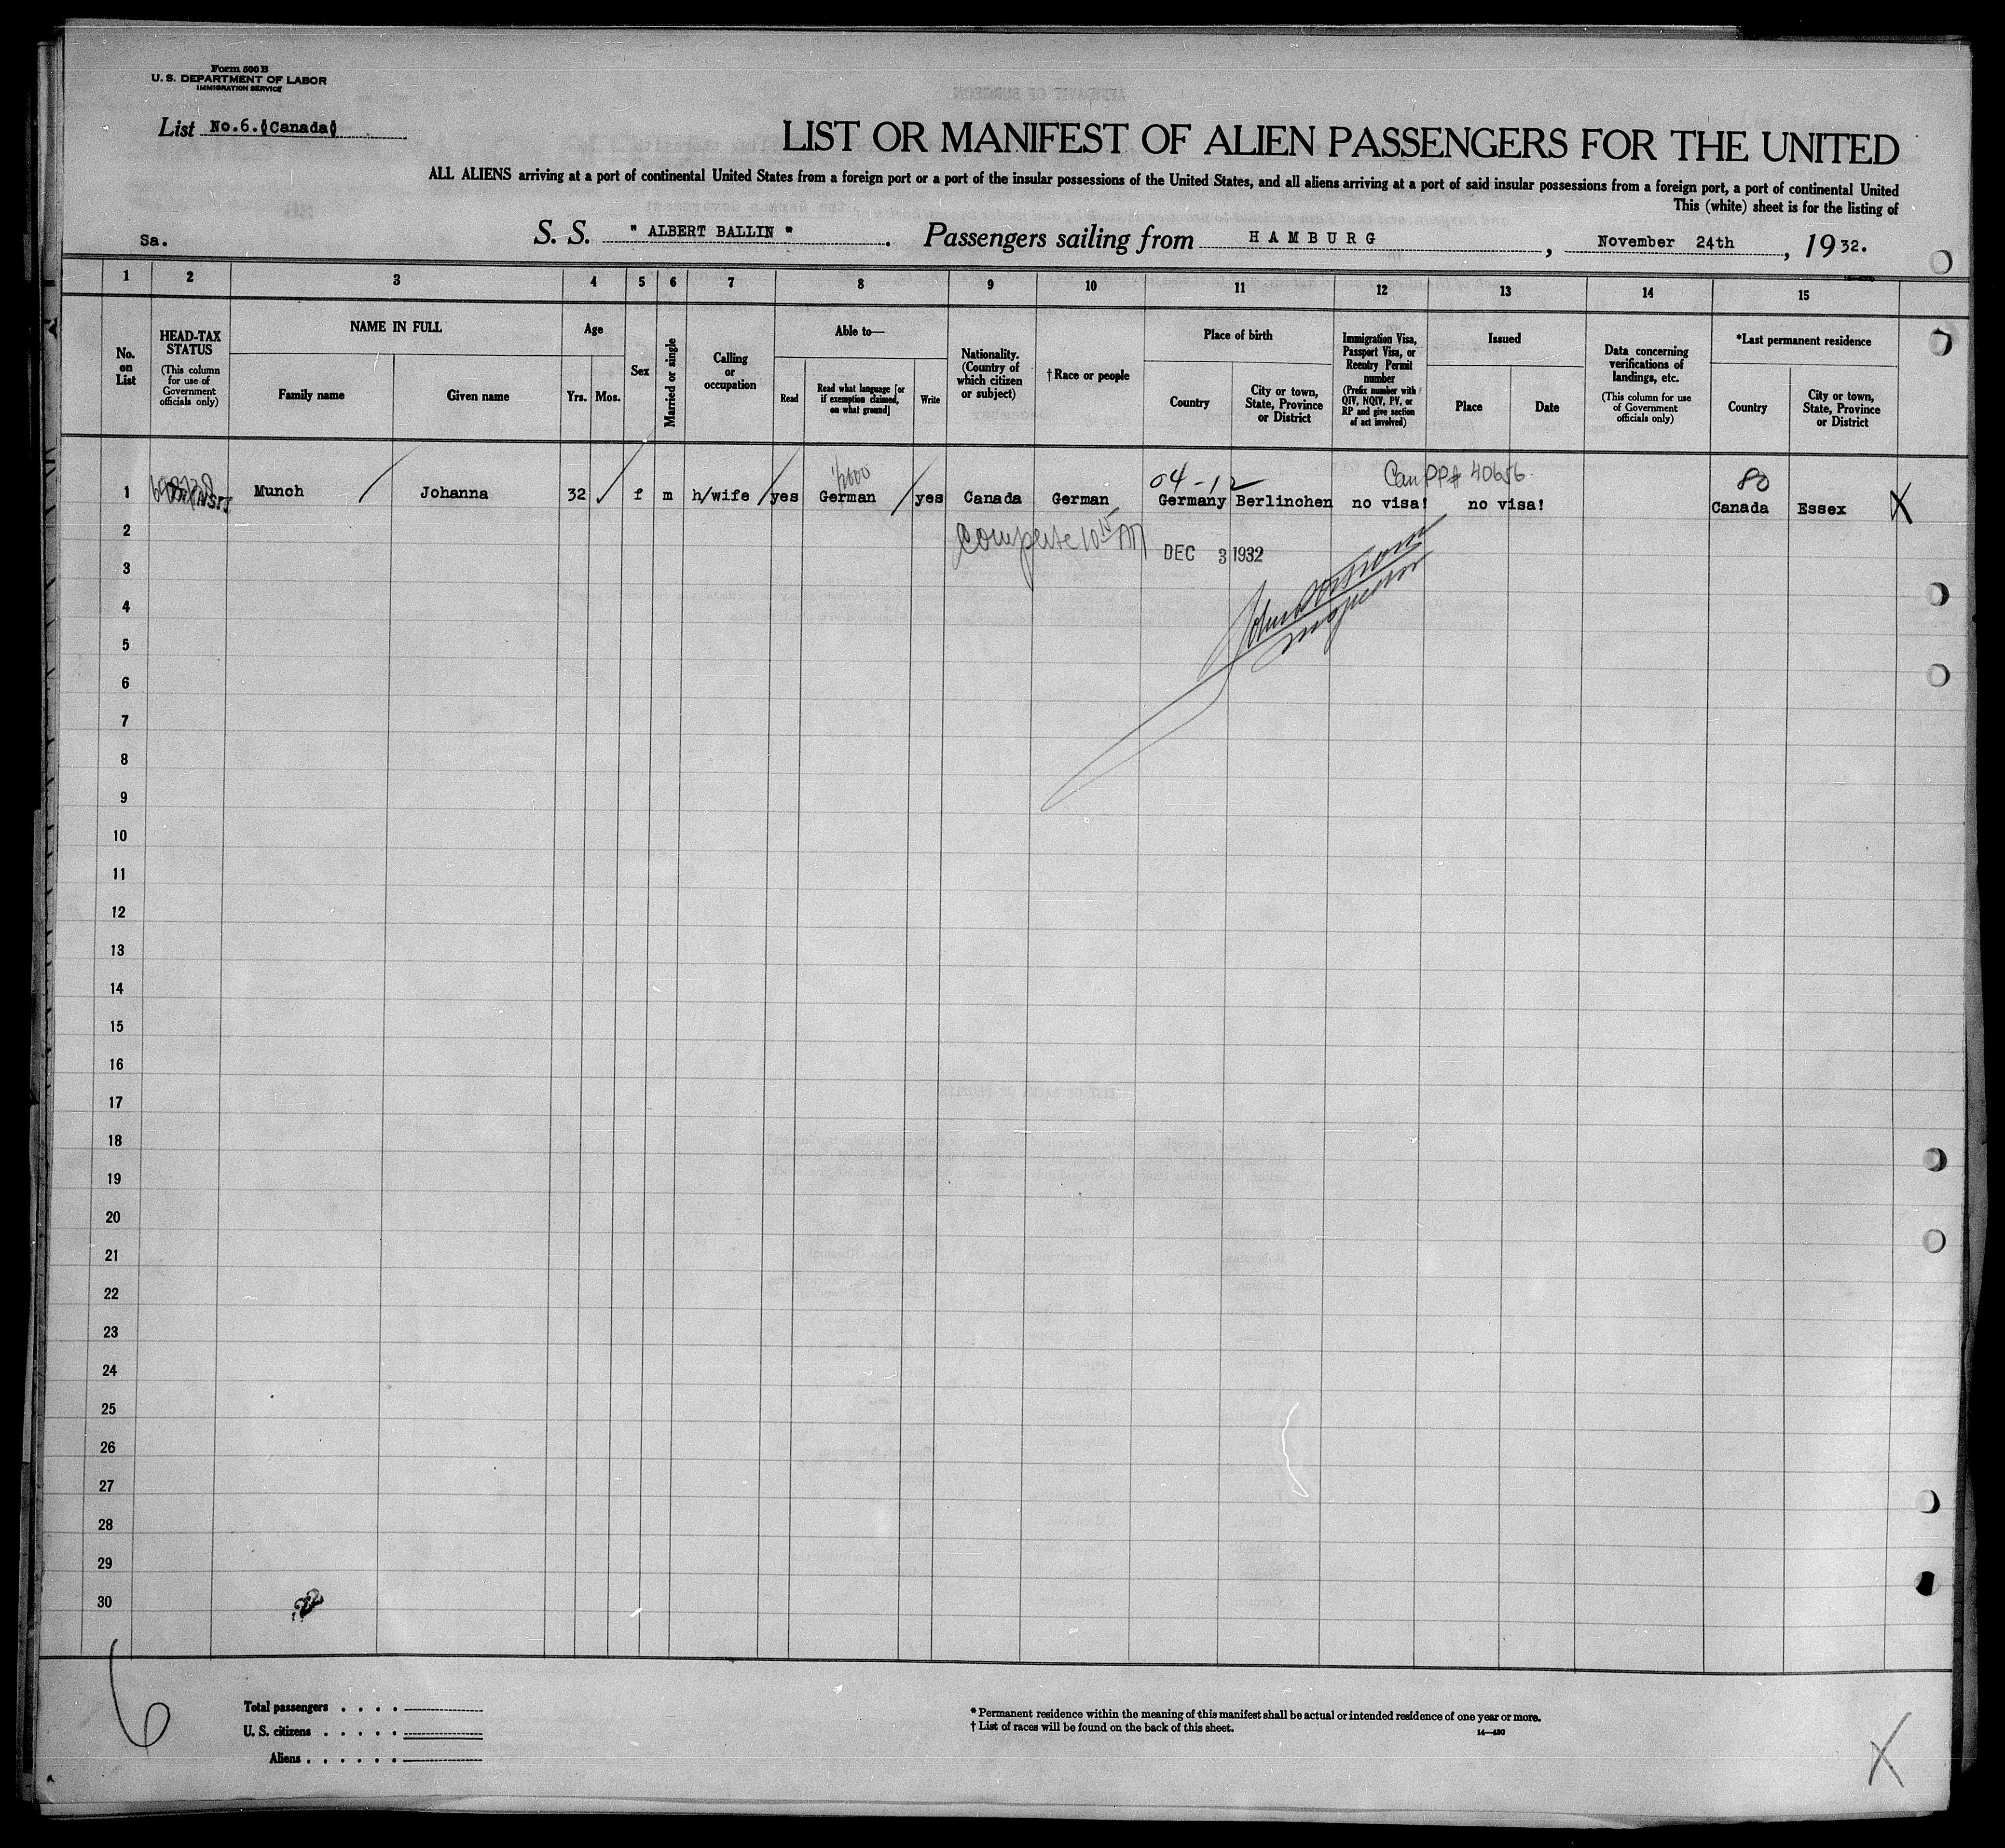 Form 500 B
U. S. DEPARTMENT OF LABOR
IMMIGRATION SERVICE
List No.6.(Canada)
LIST OR MANIFEST OF ALIEN PASSENGERS FOR THE UNITED
ALL ALIENS arriving at a port of continental United States from a foreign port or a port of the insular possessions of the United States, and all aliens arriving at a port of said insular possessions from a foreign port, a port of continental United
This (white) sheet is for the listing of
Sa. S. S. " ALBERT BALLIN ". Passengers sailing from HAMBURG, November 24th, 1932.
1 2 3 4 5 6 7 8 9 10 11 12 13 14 15
No. on List
HEAD-TAX STATUS
(This column for use of Government officials only)
NAME IN FULL
Family name
Given name
Age
Yrs. Mos.
Sex
Married or single
Calling or occupation
Able to—
Read
Read what language [or if exemption claimed, on what ground]
Write
Nationality. (Country of which citizen or subject)
†Race or people
Place of birth
Country
City or town, State, Province or District
Immigration Visa, Passport Visa, or Reentry Permit number
(Prefix number with QIV, NQIV, PV, or RP and give section of act involved)
Issued
Place
Date
Data concerning verifications of landings, etc.
(This column for use of Government officials only)
*Last permanent residence
Country
City or town, State, Province or District
04-12 Can PP# 40656 80
1 Munch Johanna 32 f m h/wife yes German yes Canada German Germany Berlinchen no visa! no visa! Canada Essex X
2
DEC 3 1932
3
4
Inspector
5
6
7
8
9
10
11
12
13
14
15
16
17
18
19
20
21
22
23
24
25
26
27
28
29
30
6
Total passengers . . . .
U. S. citizens . . . . .
Aliens . . . . . .
* Permanent residence within the meaning of this manifest shall be actual or intended residence of one year or more.
† List of races will be found on the back of this sheet.
14—430
X